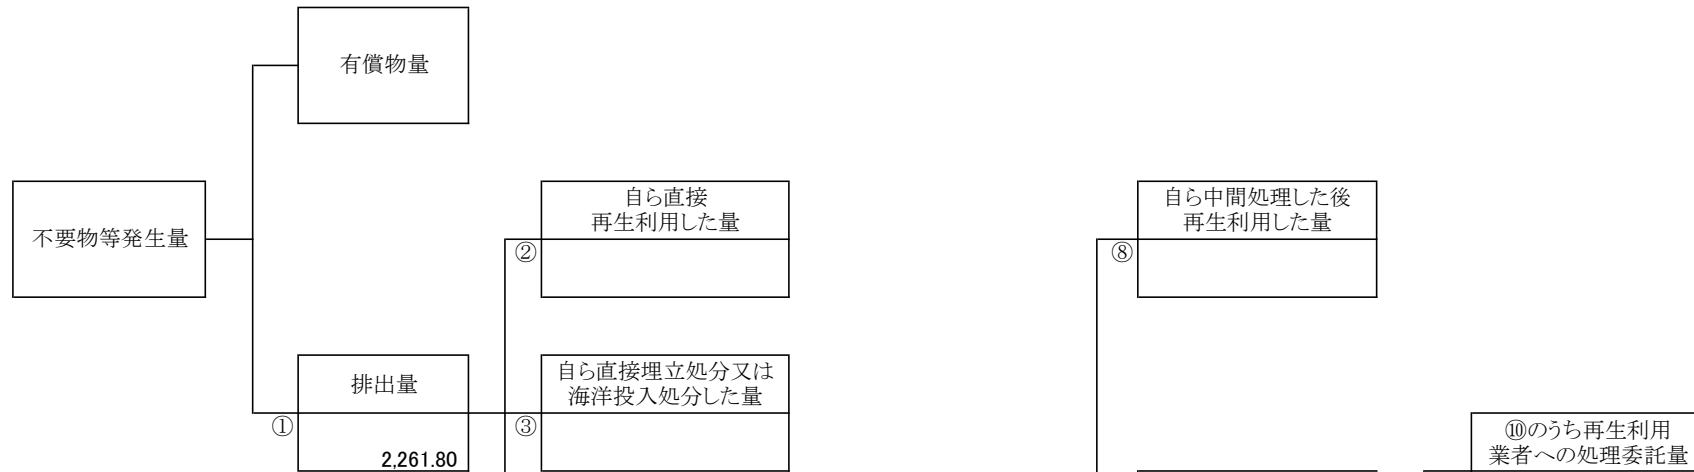 有償物量
不要物等発生量
自ら直接
再生利用した量
②
自ら中間処理した後
再生利用した量
⑧
排出量
①
2,261.80
自ら直接埋立処分又は
海洋投入処分した量
③
⑩のうち再生利用
業者への処理委託量